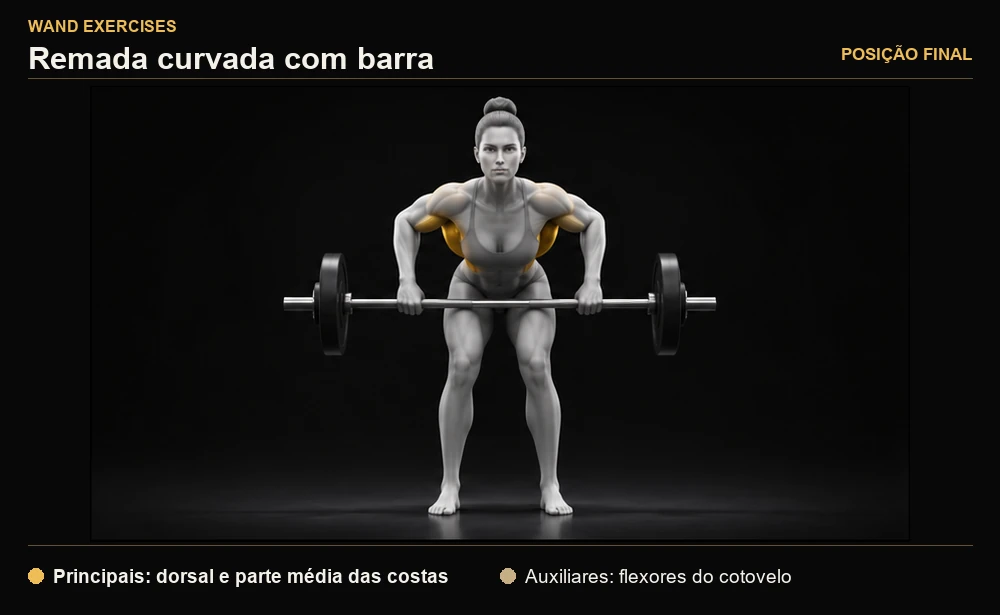 WAND EXERCISES
Remada curvada com barra
POSIÇÃO FINAL
Principais: dorsal e parte média das costas
Auxiliares: flexores do cotovelo